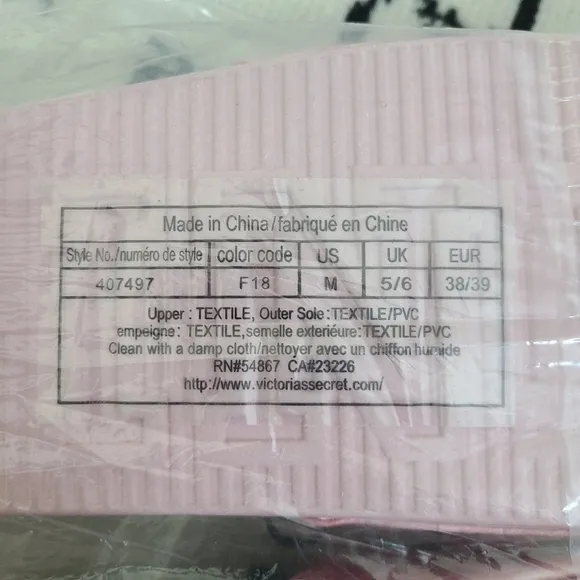 Made in China/fabriqué en Chine
Style No./numéro de style color code US UK EUR
407497 F18 M 5/6 38/39
Upper : TEXTILE, Outer Sole:TEXTILE/PVC
empeigne: TEXTILE,semelle exterièure:TEXTILE/PVC
Clean with a damp cloth/nettoyer avec un chiffon humide
RN#54867 CA#23226
http://www.victoriassecret.com/
PINK